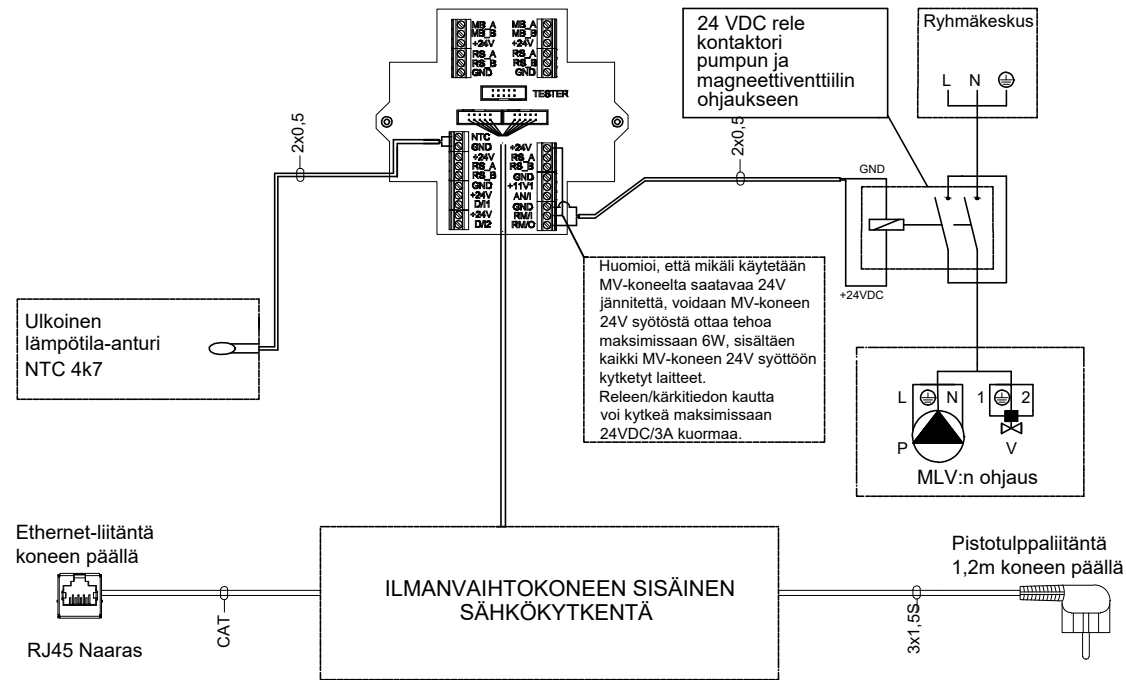 MB_A
MB_B
+24V
RS_A
RS_B
GND
MB_A
MB_B
+24V
RS_A
RS_B
GND
TESTER
NTC
GND
+24V
RS_A
RS_B
GND
+24V
D/I1
+24V
D/I2
+24V
RS_A
RS_B
GND
+11V1
AN/I
GND
RM/I
RM/O
2x0,5
24 VDC rele
kontaktori
pumpun ja
magneettiventtiilin
ohjaukseen
Ryhmäkeskus
L N
2x0,5
GND
+24VDC
Huomioi, että mikäli käytetään
MV-koneelta saatavaa 24V
jännitettä, voidaan MV-koneen
24V syötöstä ottaa tehoa
maksimissaan 6W, sisältäen
kaikki MV-koneen 24V syöttöön
kytketyt laitteet.
Releen/kärkitiedon kautta
voi kytkeä maksimissaan
24VDC/3A kuormaa.
Ulkoinen
lämpötila-anturi
NTC 4k7
L N 1 2
P V
MLV:n ohjaus
Ethernet-liitäntä
koneen päällä
RJ45 Naaras
CAT
ILMANVAIHTOKONEEN SISÄINEN
SÄHKÖKYTKENTÄ
3x1,5S
Pistotulppaliitäntä
1,2m koneen päällä